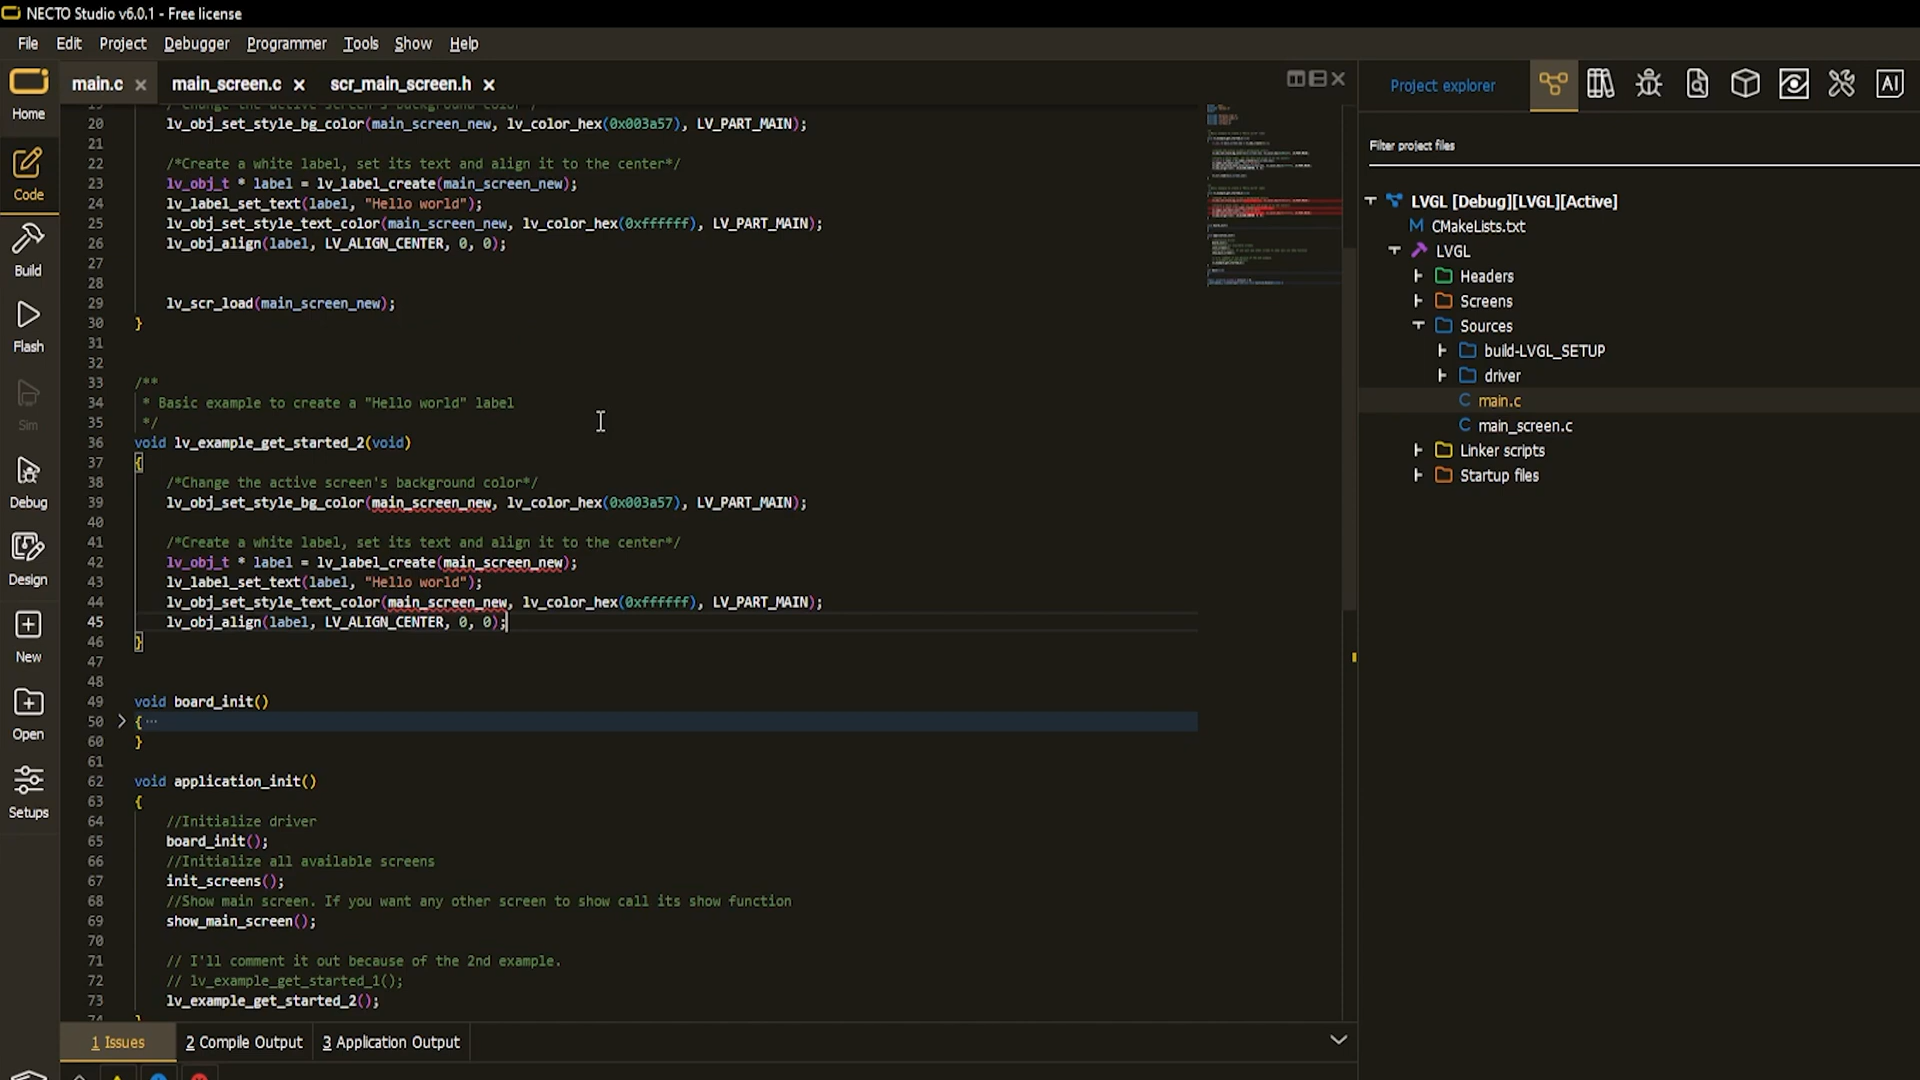 NECTO Studio v6.0.1 - Free license
File Edit Project Debugger Programmer Tools Show Help
main.c × main_screen.c × scr_main_screen.h ×
Home
Code
Build
Flash
Sim
Debug
Design
New
Open
Setups
19 /*Change the active screen's background color*/
20 lv_obj_set_style_bg_color(main_screen_new, lv_color_hex(0x003a57), LV_PART_MAIN);
21
22 /*Create a white label, set its text and align it to the center*/
23 lv_obj_t * label = lv_label_create(main_screen_new);
24 lv_label_set_text(label, "Hello world");
25 lv_obj_set_style_text_color(main_screen_new, lv_color_hex(0xffffff), LV_PART_MAIN);
26 lv_obj_align(label, LV_ALIGN_CENTER, 0, 0);
27
28
29 lv_scr_load(main_screen_new);
30 }
31
32
33 /**
34 * Basic example to create a "Hello world" label
35 */
36 void lv_example_get_started_2(void)
37 {
38 /*Change the active screen's background color*/
39 lv_obj_set_style_bg_color(main_screen_new, lv_color_hex(0x003a57), LV_PART_MAIN);
40
41 /*Create a white label, set its text and align it to the center*/
42 lv_obj_t * label = lv_label_create(main_screen_new);
43 lv_label_set_text(label, "Hello world");
44 lv_obj_set_style_text_color(main_screen_new, lv_color_hex(0xffffff), LV_PART_MAIN);
45 lv_obj_align(label, LV_ALIGN_CENTER, 0, 0);
46 }
47
48
49 void board_init()
50 { ···
60 }
61
62 void application_init()
63 {
64 //Initialize driver
65 board_init();
66 //Initialize all available screens
67 init_screens();
68 //Show main screen. If you want any other screen to show call its show function
69 show_main_screen();
70
71 // I'll comment it out because of the 2nd example.
72 // lv_example_get_started_1();
73 lv_example_get_started_2();
74 }
1 Issues 2 Compile Output 3 Application Output
Project explorer
AI
Filter project files
LVGL [Debug][LVGL][Active]
M CMakeLists.txt
LVGL
Headers
Screens
Sources
build-LVGL_SETUP
driver
C main.c
C main_screen.c
Linker scripts
Startup files